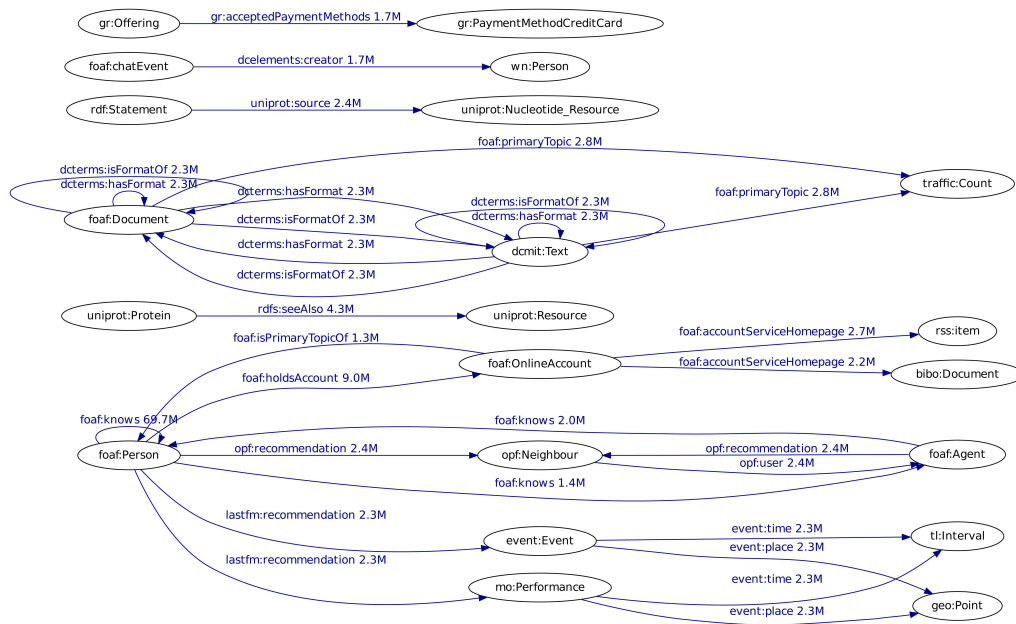 gr:Offering
gr:acceptedPaymentMethods 1.7M
gr:PaymentMethodCreditCard
foaf:chatEvent
dcelements:creator 1.7M
wn:Person
rdf:Statement
uniprot:source 2.4M
uniprot:Nucleotide_Resource
foaf:primaryTopic 2.8M
dcterms:isFormatOf 2.3M
dcterms:hasFormat 2.3M
dcterms:hasFormat 2.3M
foaf:primaryTopic 2.8M
traffic:Count
foaf:Document
dcterms:isFormatOf 2.3M
dcterms:isFormatOf 2.3M
dcterms:hasFormat 2.3M
dcterms:hasFormat 2.3M
dcmit:Text
dcterms:isFormatOf 2.3M
uniprot:Protein
rdfs:seeAlso 4.3M
uniprot:Resource
foaf:isPrimaryTopicOf 1.3M
foaf:accountServiceHomepage 2.7M
rss:item
foaf:OnlineAccount
foaf:holdsAccount 9.0M
foaf:accountServiceHomepage 2.2M
bibo:Document
foaf:knows 69.7M
foaf:knows 2.0M
foaf:Person
opf:recommendation 2.4M
opf:Neighbour
opf:recommendation 2.4M
opf:user 2.4M
foaf:Agent
foaf:knows 1.4M
lastfm:recommendation 2.3M
event:Event
event:time 2.3M
tl:Interval
event:place 2.3M
lastfm:recommendation 2.3M
mo:Performance
event:time 2.3M
event:place 2.3M
geo:Point